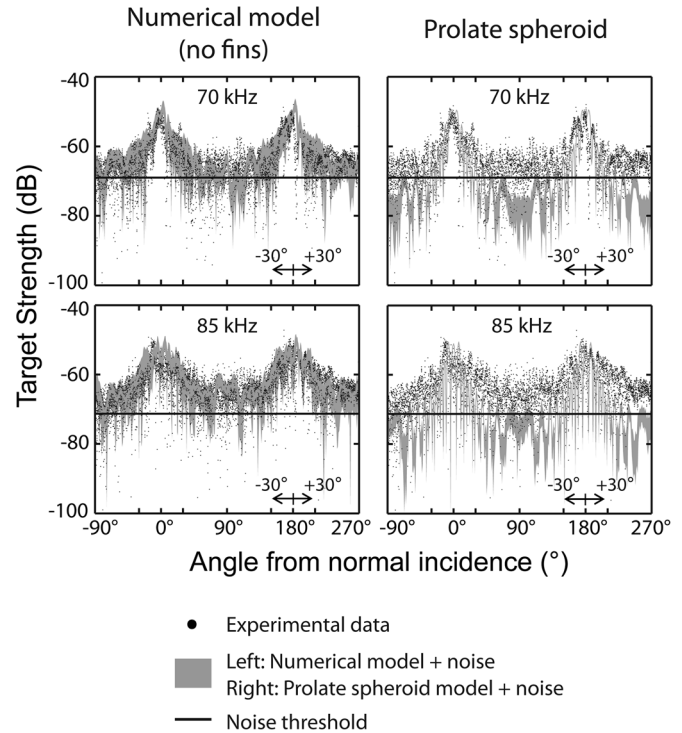 Numerical model
(no fins)
Prolate spheroid
-40
70 kHz
70 kHz
-60
-80
-30° +30°
-30° +30°
-100
-40
85 kHz
85 kHz
-60
-80
-30° +30°
-30° +30°
-100
Target Strength (dB)
-90° 0° 90° 180° 270°
-90° 0° 90° 180° 270°
Angle from normal incidence (°)
Experimental data
Left: Numerical model + noise
Right: Prolate spheroid model + noise
Noise threshold